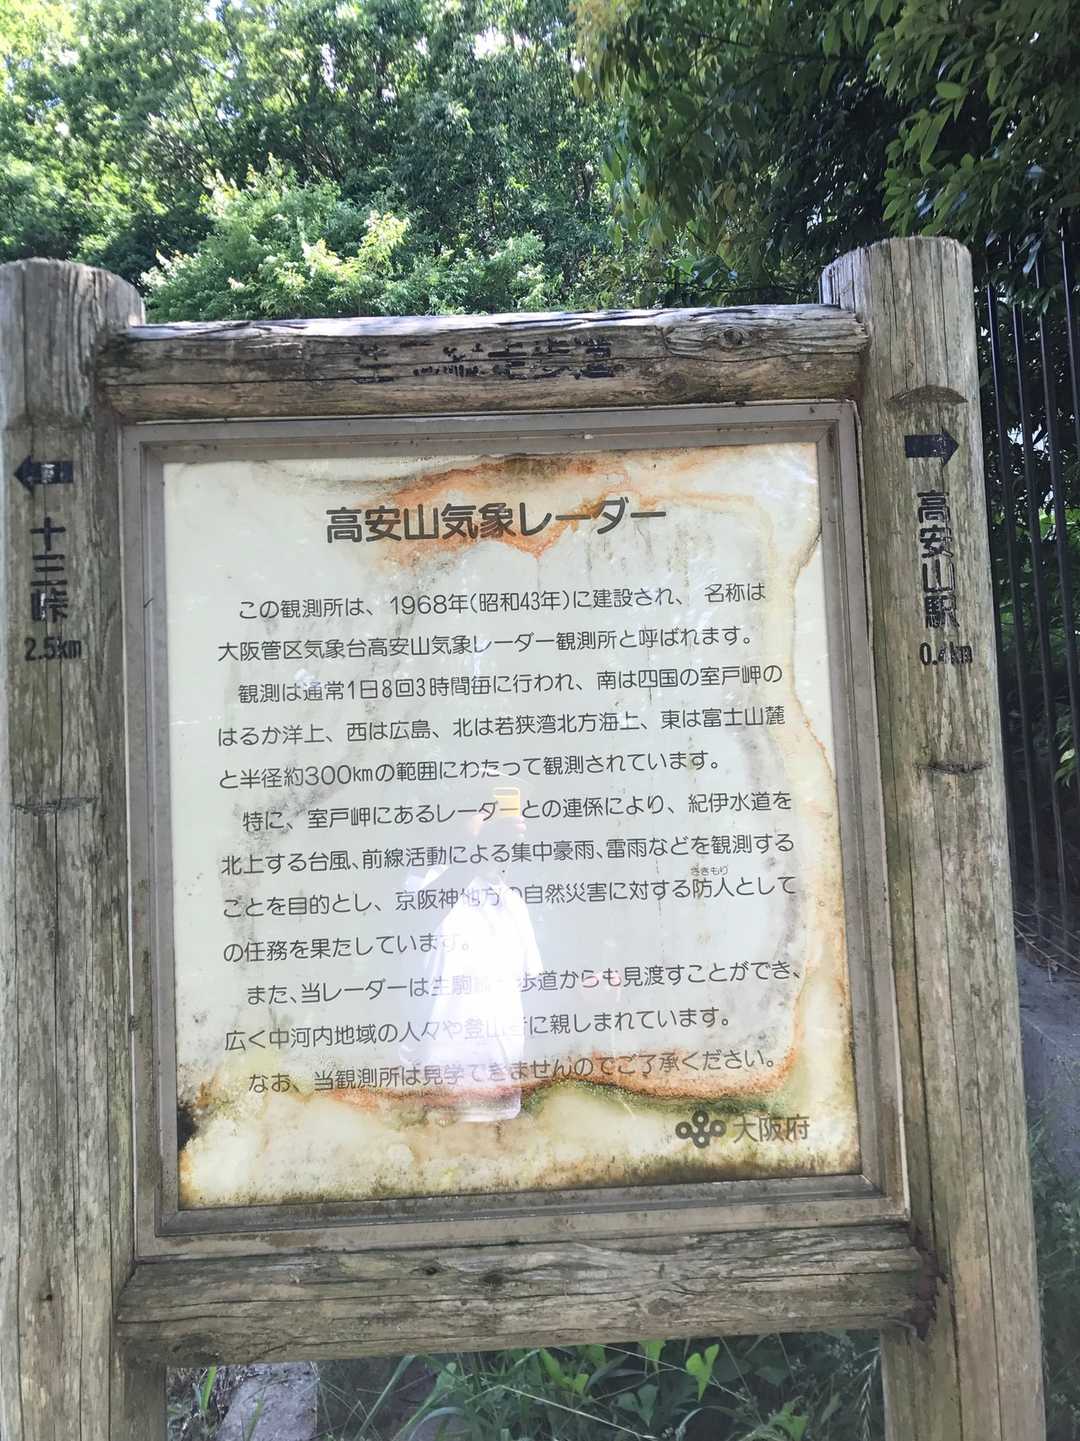 高安山気象レーダー
この観測所は、1968年(昭和43年)に建設され、名称は
大阪管区気象台高安山気象レーダー観測所と呼ばれます。
観測は通常1日8回3時間毎に行われ、南は四国の室戸岬の
はるか洋上、西は広島、北は若狭湾北方海上、東は富士山麓
と半径約300kmの範囲にわたって観測されています。
特に、室戸岬にあるレーダーとの連係により、紀伊水道を
北上する台風、前線活動による集中豪雨、雷雨などを観測する
ことを目的とし、京阪神地方の自然災害に対する防人として
さきもり
の任務を果たしています。
また、当レーダーは生駒 歩道からも見渡すことができ、
広く中河内地域の人々や登山者に親しまれています。
なお、当観測所は見学できませんのでご了承ください。
大阪府
十三峠
2.5km
高安山駅
0.4km